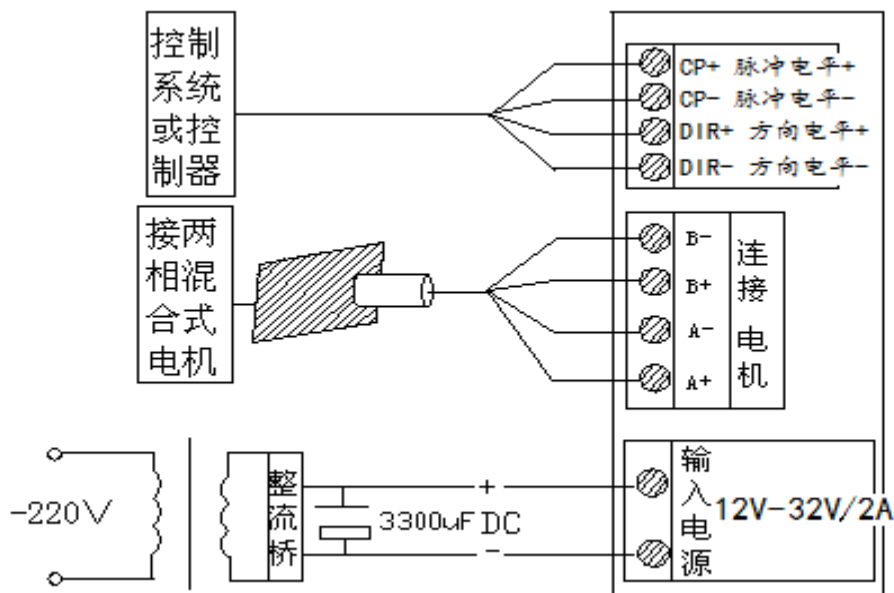 控制
系统
或控
制器
CP+ 脉冲电平+
CP- 脉冲电平-
DIR+ 方向电平+
DIR- 方向电平-
接两
相混
合式
电机
B-
B+
A-
A+
连接 电机
-220V
整流桥
+
3300uF DC
-
输入电源
12V-32V/2A